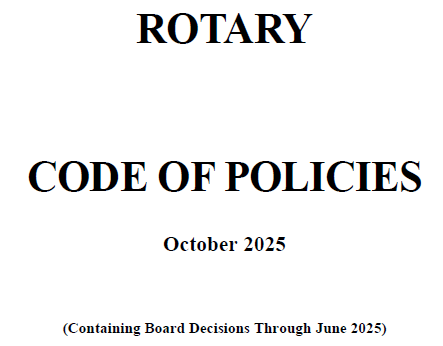 ROTARY
CODE OF POLICIES
October 2025
(Containing Board Decisions Through June 2025)